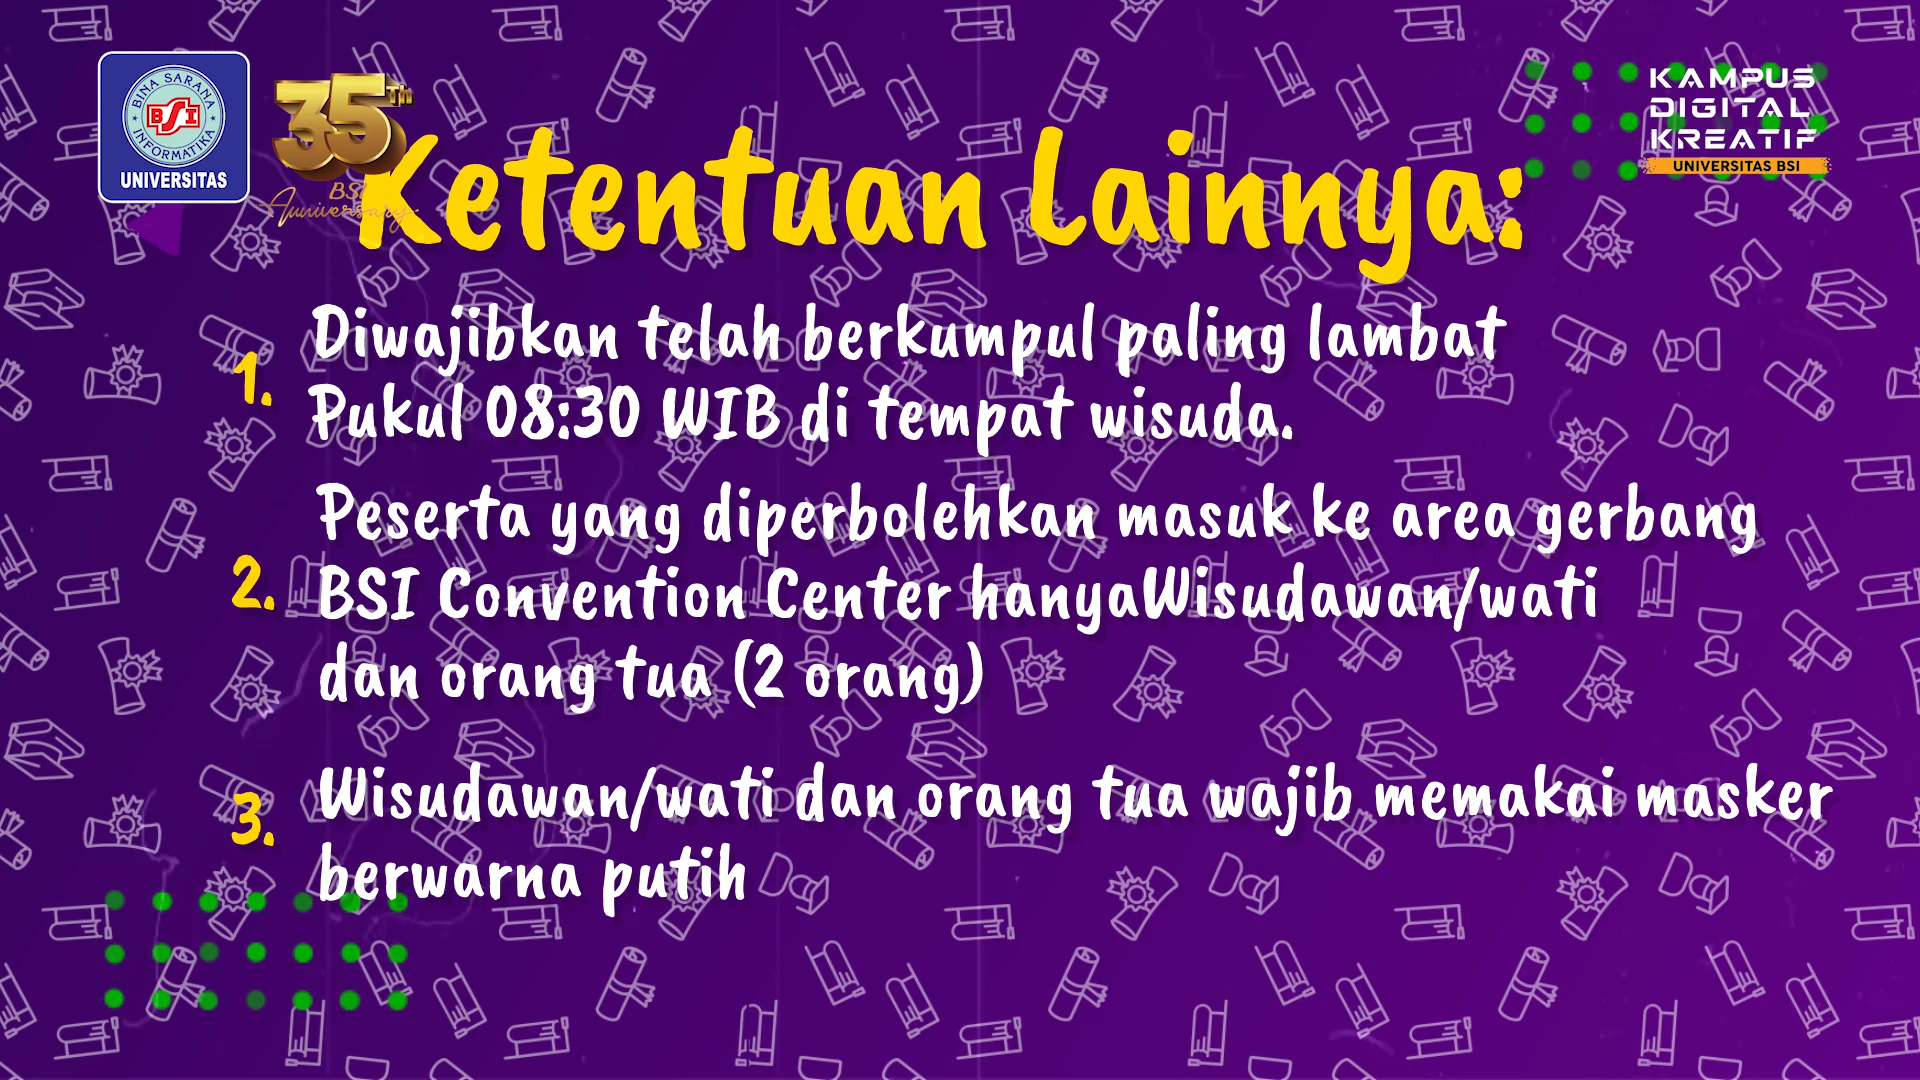 BINA SARANA
INFORMATIKA
BSI
UNIVERSITAS
35Th
BSI
Anniversary
KAMPUS
DIGITAL
KREATIF
UNIVERSITAS BSI
Ketentuan Lainnya:
1. Diwajibkan telah berkumpul paling lambat
Pukul 08:30 WIB di tempat wisuda.
2. Peserta yang diperbolehkan masuk ke area gerbang
BSI Convention Center hanyaWisudawan/wati
dan orang tua (2 orang)
3. Wisudawan/wati dan orang tua wajib memakai masker
berwarna putih